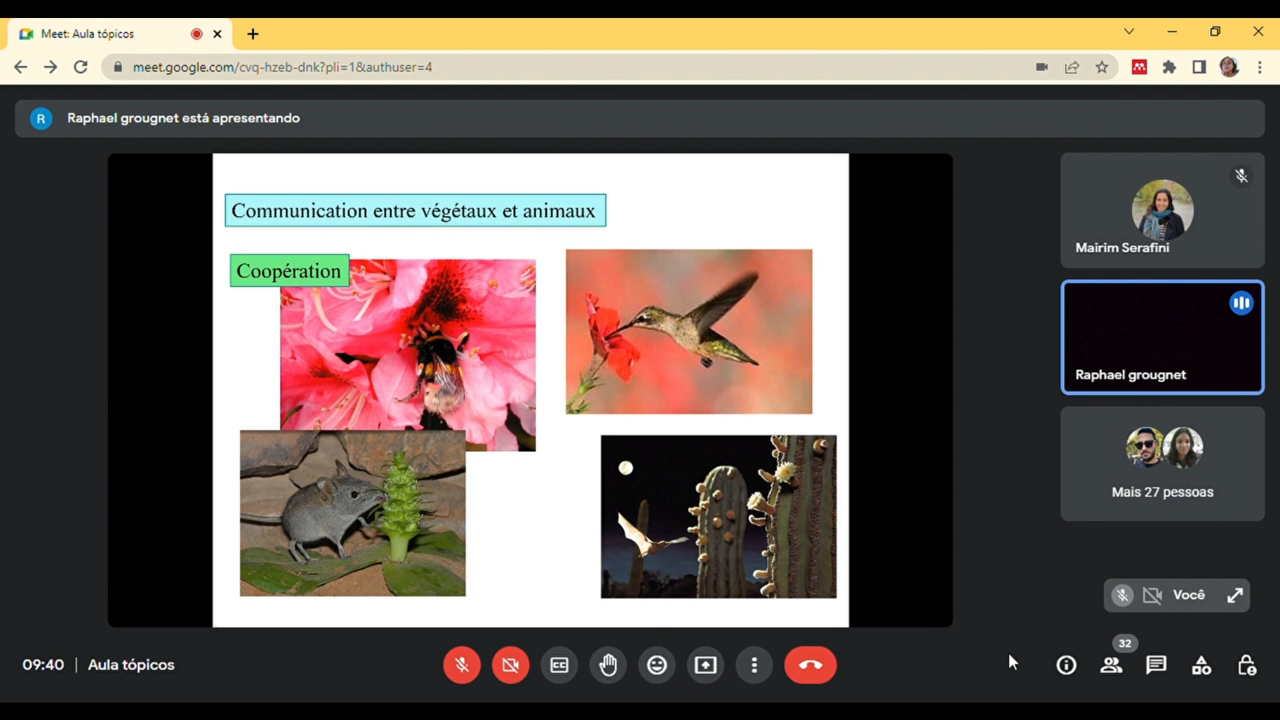 Meet: Aula tópicos
meet.google.com/cvq-hzeb-dnk?pli=1&authuser=4
R
Raphael grougnet está apresentando
Communication entre végétaux et animaux
Coopération
Mairim Serafini
Raphael grougnet
Mais 27 pessoas
Você
09:40 | Aula tópicos
CC
32